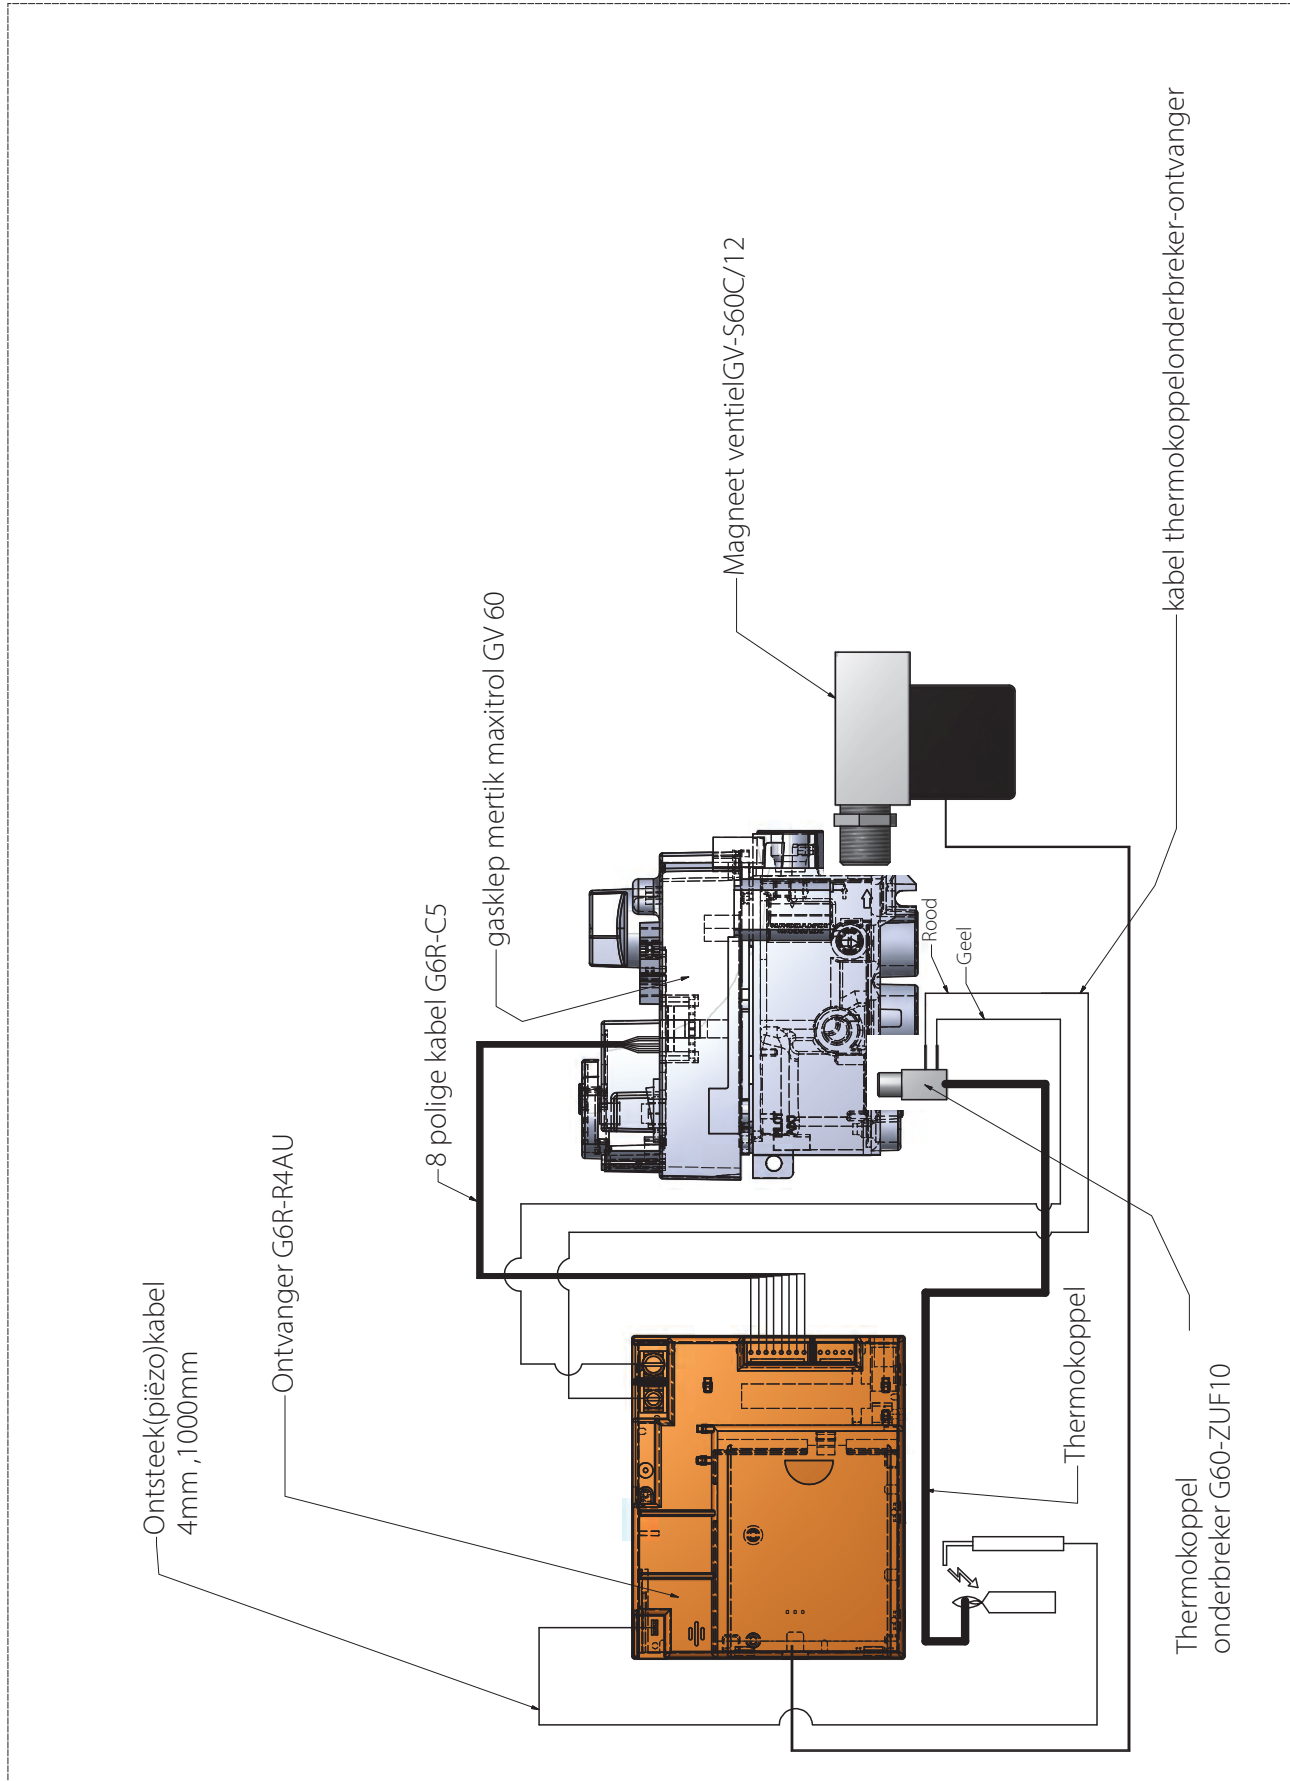 Ontsteek(piëzo)kabel
4mm ,1000mm
Ontvanger G6R-R4AU
8 polige kabel G6R-C5
gasklep mertik maxitrol GV 60
Magneet ventielGV-S60C/12
Rood
Geel
kabel thermokoppelonderbreker-ontvanger
Thermokoppel
Thermokoppel
onderbreker G60-ZUF10